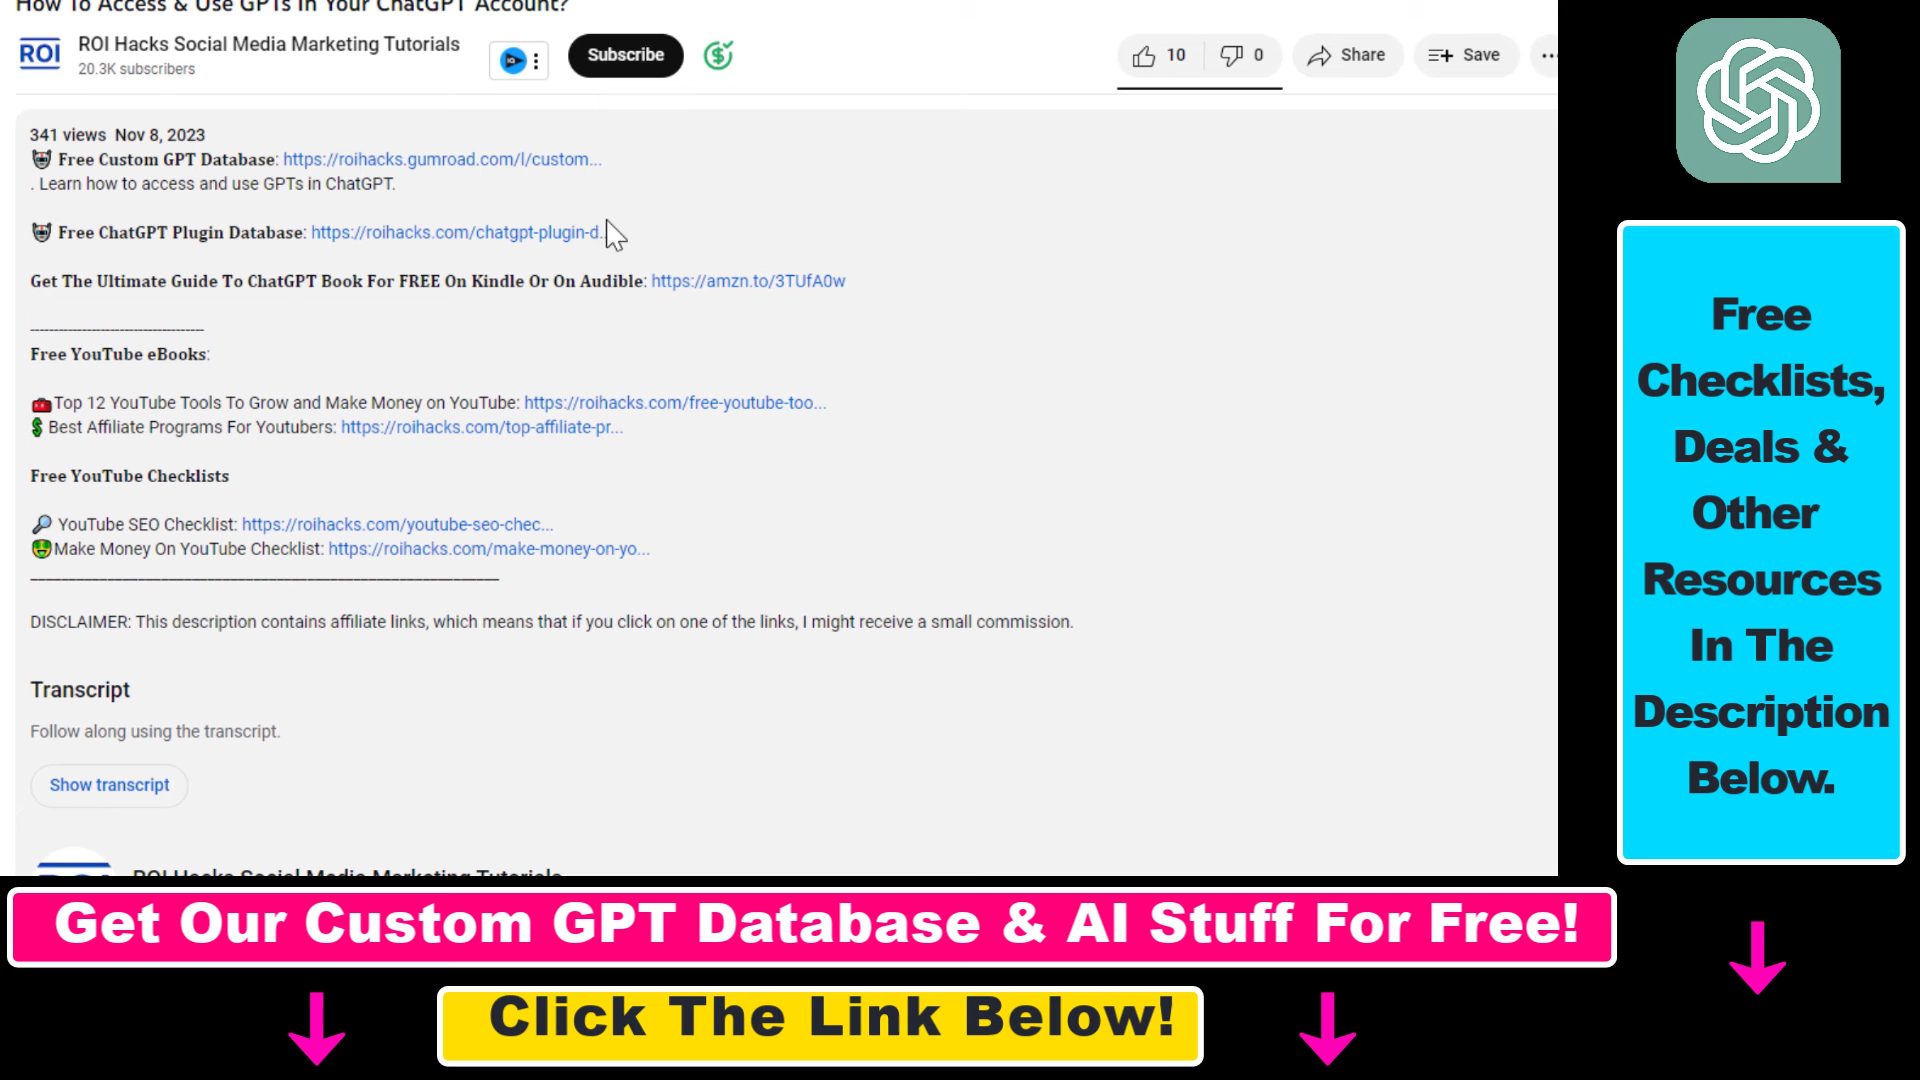 How To Access & Use GPTs In Your ChatGPT Account?
ROI
ROI Hacks Social Media Marketing Tutorials
20.3K subscribers
Subscribe
10
0
Share
Save
341 views Nov 8, 2023
Free Custom GPT Database: https://roihacks.gumroad.com/l/custom...
. Learn how to access and use GPTs in ChatGPT.
Free ChatGPT Plugin Database: https://roihacks.com/chatgpt-plugin-d...
Get The Ultimate Guide To ChatGPT Book For FREE On Kindle Or On Audible: https://amzn.to/3TUfA0w
Free YouTube eBooks:
Top 12 YouTube Tools To Grow and Make Money on YouTube: https://roihacks.com/free-youtube-too...
Best Affiliate Programs For Youtubers: https://roihacks.com/top-affiliate-pr...
Free YouTube Checklists
YouTube SEO Checklist: https://roihacks.com/youtube-seo-chec...
Make Money On YouTube Checklist: https://roihacks.com/make-money-on-yo...
DISCLAIMER: This description contains affiliate links, which means that if you click on one of the links, I might receive a small commission.
Transcript
Follow along using the transcript.
Show transcript
ROI Hacks Social Media Marketing Tutorials
Free
Checklists,
Deals &
Other
Resources
In The
Description
Below.
Get Our Custom GPT Database & AI Stuff For Free!
Click The Link Below!